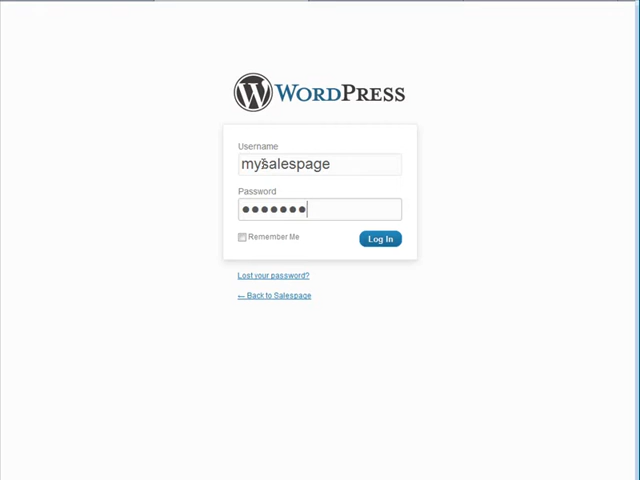 WORDPRESS
Username
mysalespage
Password
●●●●●●●
Remember Me
Log In
Lost your password?
← Back to Salespage